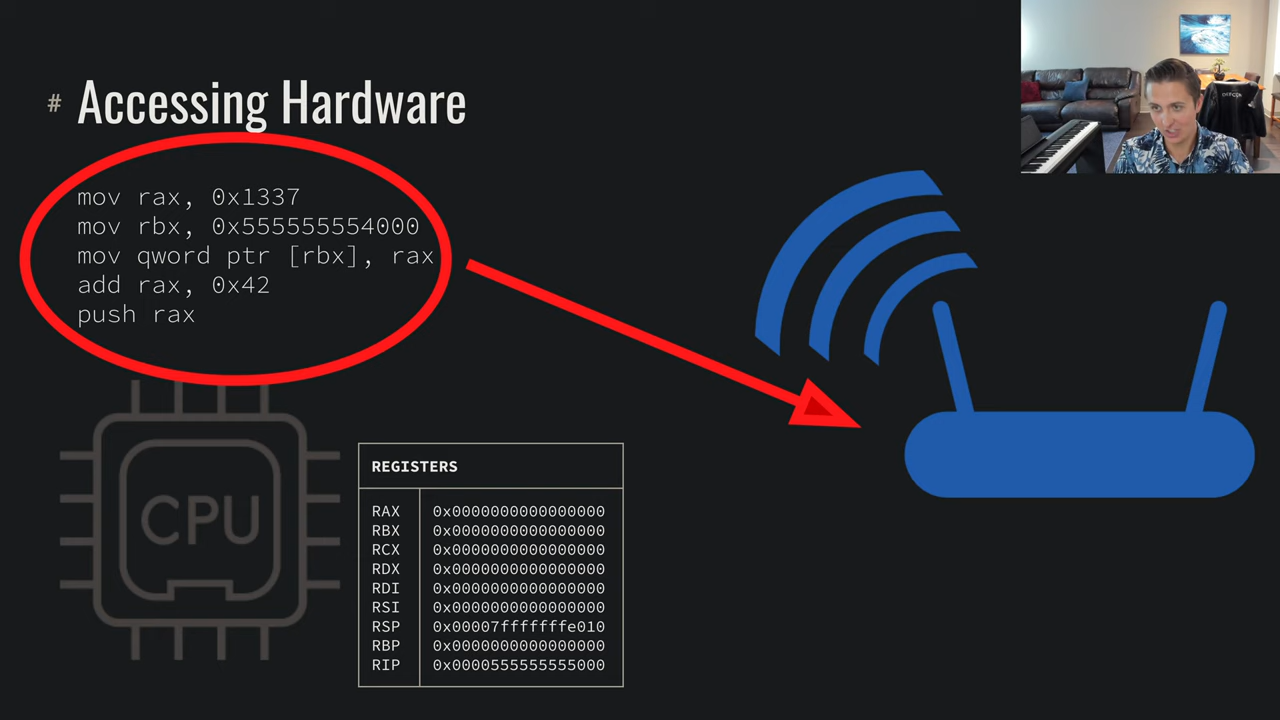 # Accessing Hardware
mov rax, 0x1337
mov rbx, 0x555555554000
mov qword ptr [rbx], rax
add rax, 0x42
push rax
CPU
REGISTERS
RAX 0x0000000000000000
RBX 0x0000000000000000
RCX 0x0000000000000000
RDX 0x0000000000000000
RDI 0x0000000000000000
RSI 0x0000000000000000
RSP 0x00007fffffffe010
RBP 0x0000000000000000
RIP 0x0000555555555000